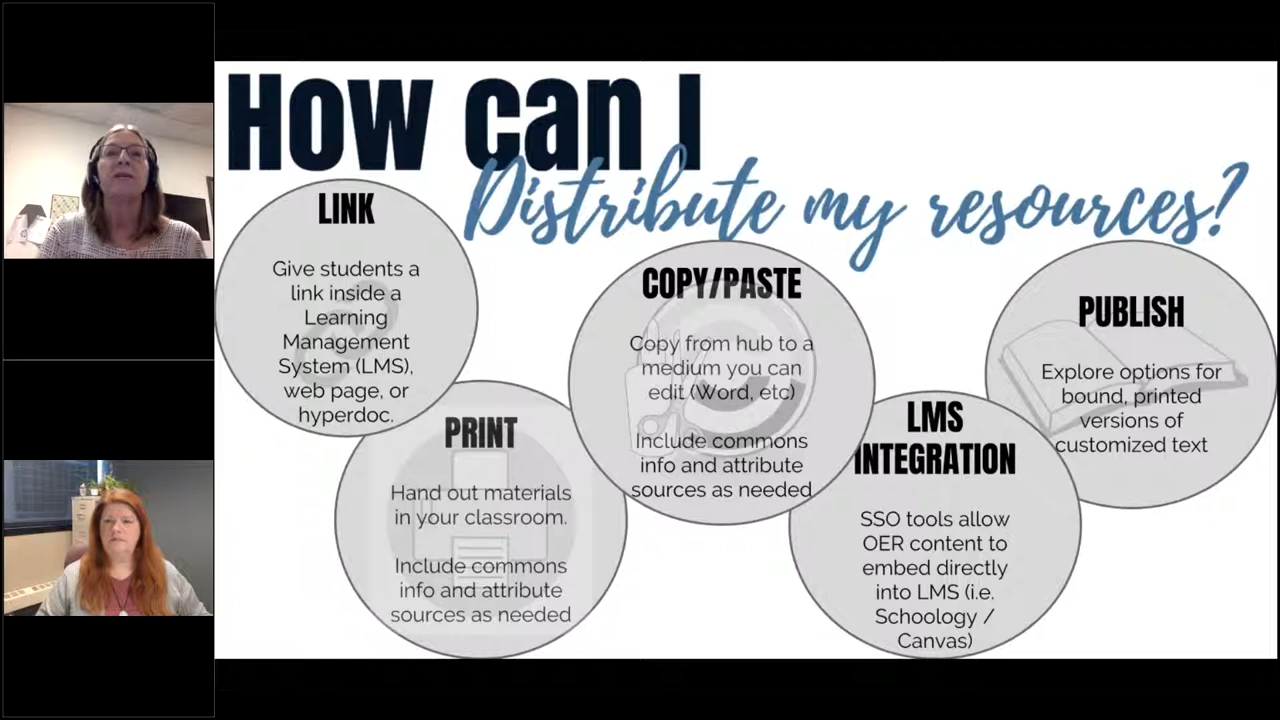 How can I
Distribute my resources?
LINK
Give students a
link inside a
Learning
Management
System (LMS),
web page, or
hyperdoc.
PRINT
Hand out materials
in your classroom.
Include commons
info and attribute
sources as needed
COPY/PASTE
Copy from hub to a
medium you can
edit (Word, etc)
Include commons
info and attribute
sources as needed
LMS
INTEGRATION
SSO tools allow
OER content to
embed directly
into LMS (i.e.
Schoology /
Canvas)
PUBLISH
Explore options for
bound, printed
versions of
customized text